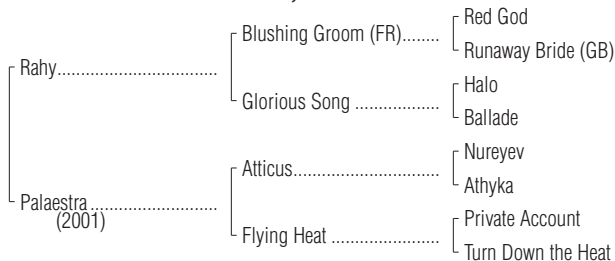 Red God
Blushing Groom (FR)........
Runaway Bride (GB)
Rahy.................................
Halo
Glorious Song .................
Ballade
Nureyev
Atticus.............................
Athyka
Palaestra..........................
(2001)
Private Account
Flying Heat ......................
Turn Down the Heat